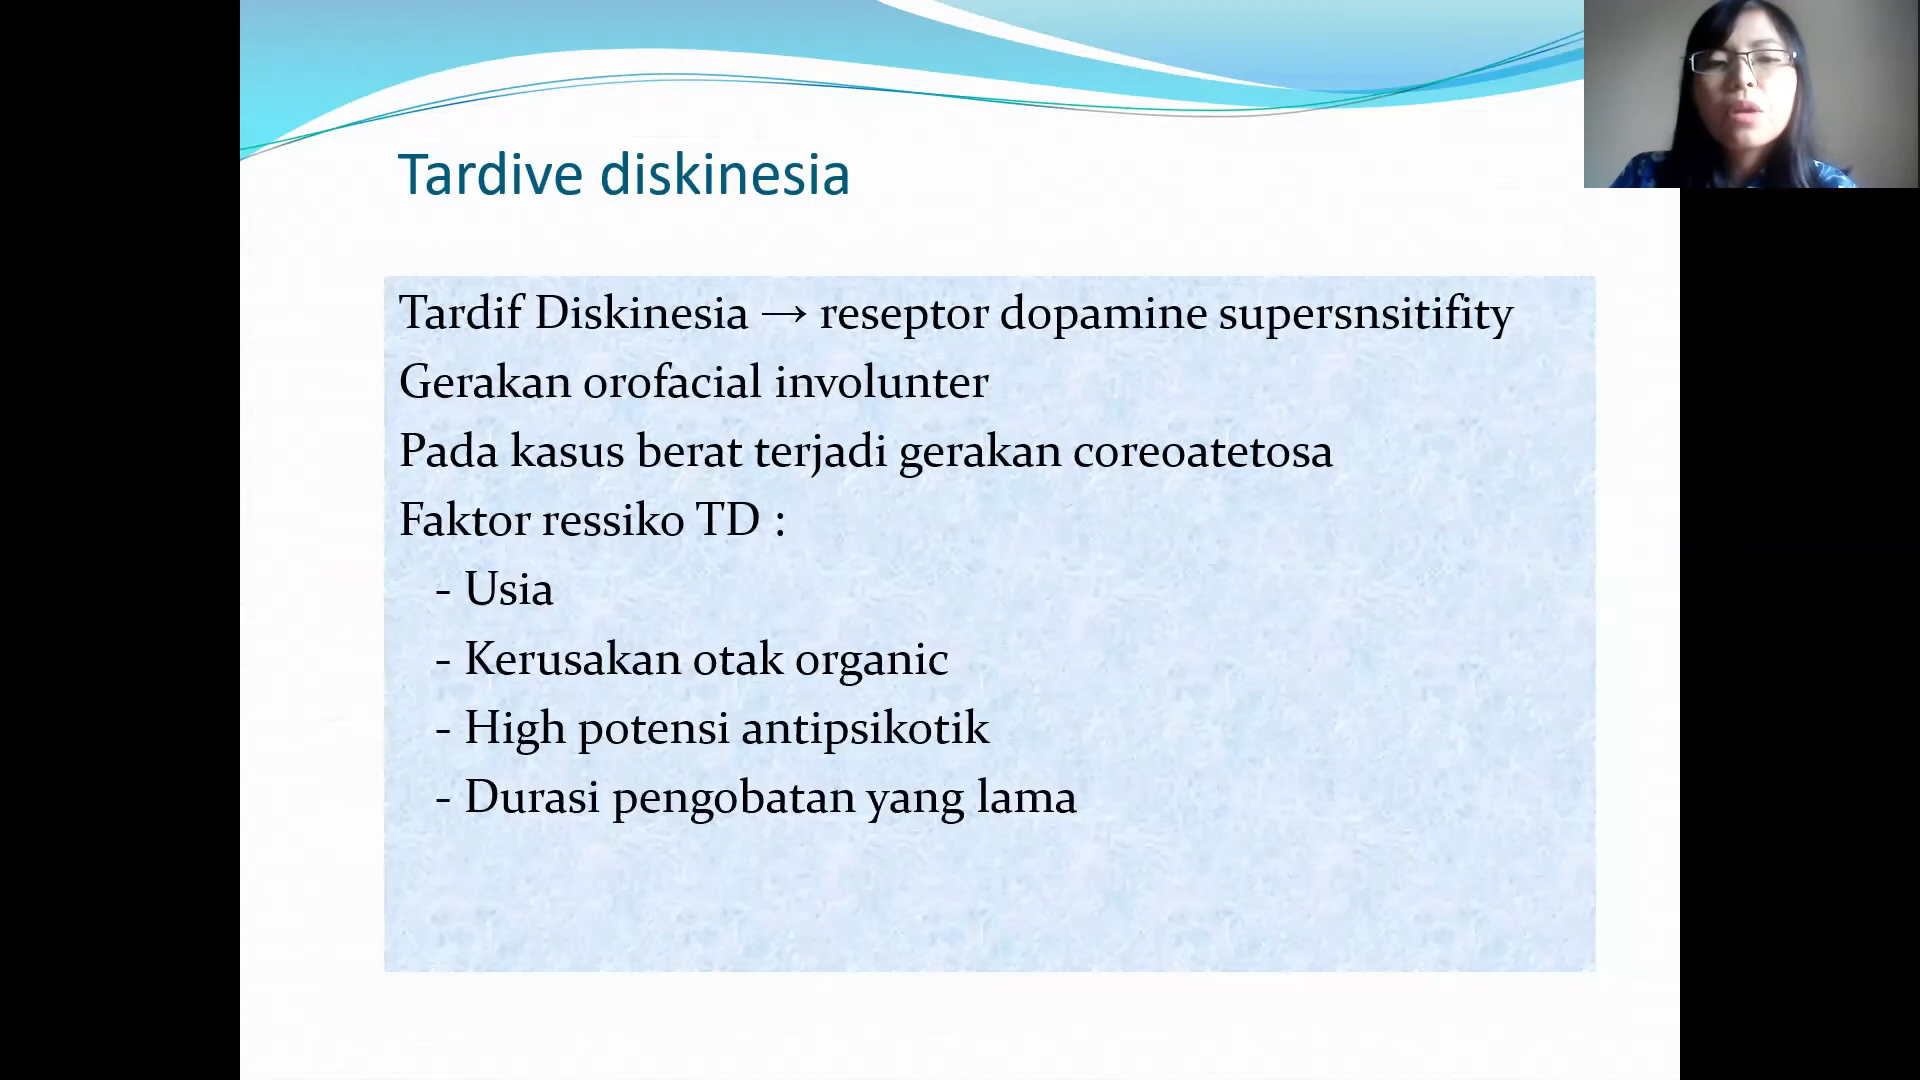 Tardive diskinesia
Tardif Diskinesia → reseptor dopamine supersnsitifity
Gerakan orofacial involunter
Pada kasus berat terjadi gerakan coreoatetosa
Faktor ressiko TD :
- Usia
- Kerusakan otak organic
- High potensi antipsikotik
- Durasi pengobatan yang lama